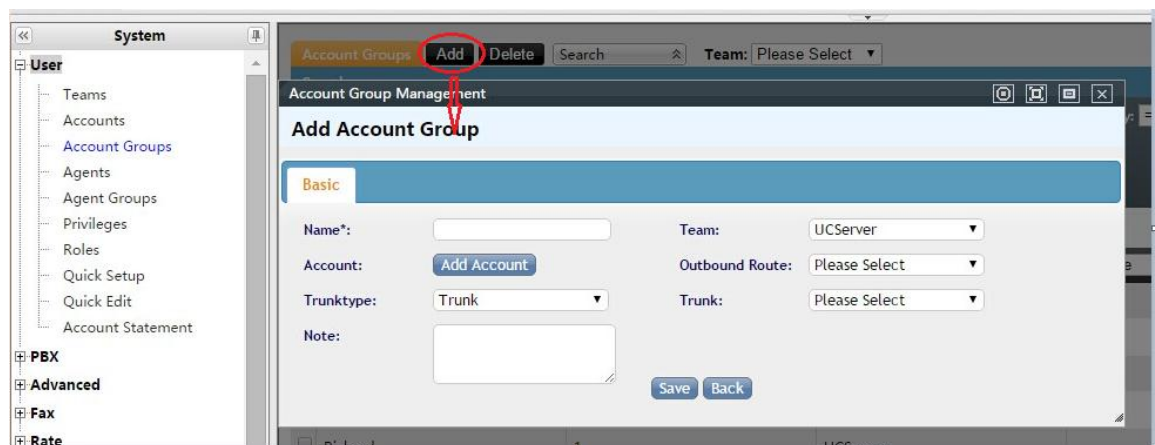 System
User
Teams
Accounts
Account Groups
Agents
Agent Groups
Privileges
Roles
Quick Setup
Quick Edit
Account Statement
PBX
Advanced
Fax
Rate
Account Groups Add Delete Search Team: Please Select
Account Group Management
Add Account Group
Basic
Name*: Team: UCServer
Account: Add Account Outbound Route: Please Select
Trunktype: Trunk Trunk: Please Select
Note:
Save Back